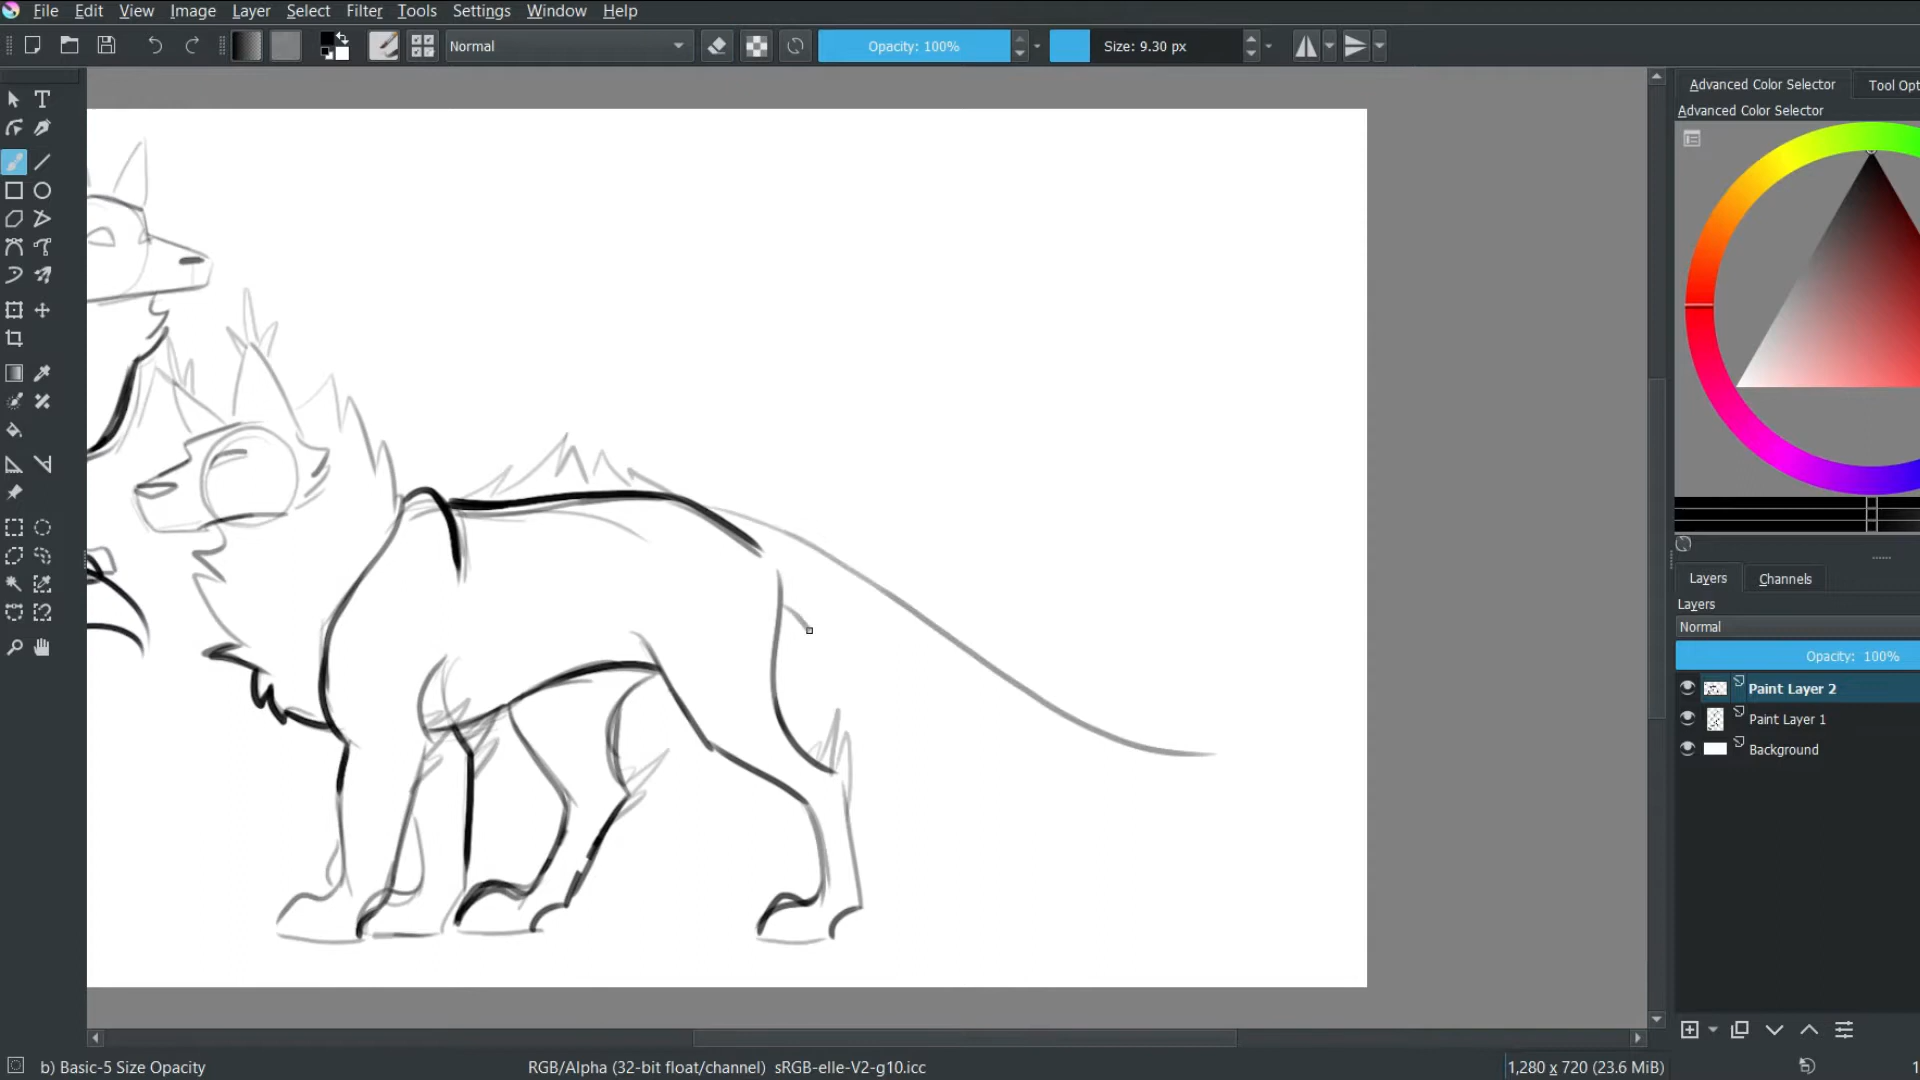 File Edit View Image Layer Select Filter Tools Settings Window Help
Normal Opacity: 100% Size: 9.30 px
Advanced Color Selector Tool Opt
Advanced Color Selector
Layers Channels
Layers
Normal
Opacity: 100%
Paint Layer 2
Paint Layer 1
Background
b) Basic-5 Size Opacity RGB/Alpha (32-bit float/channel) sRGB-elle-V2-g10.icc 1,280 x 720 (23.6 MiB) 1